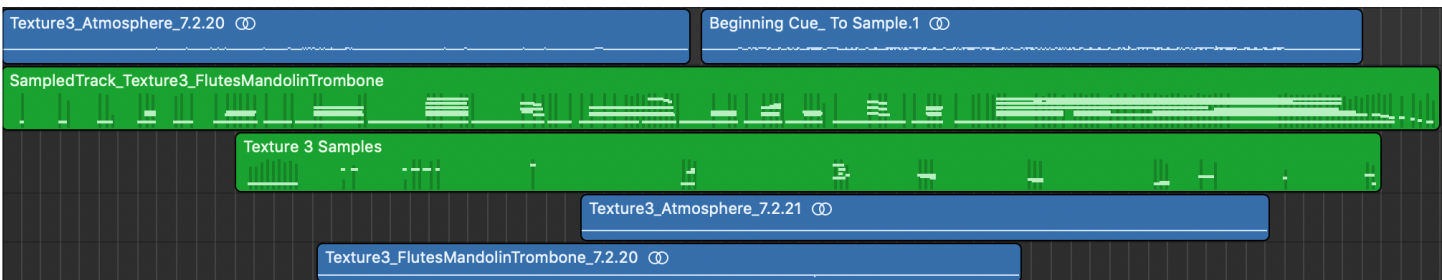 Texture3_Atmosphere_7.2.20
Beginning Cue_ To Sample.1
SampledTrack_Texture3_FlutesMandolinTrombone
Texture 3 Samples
Texture3_Atmosphere_7.2.21
Texture3_FlutesMandolinTrombone_7.2.20